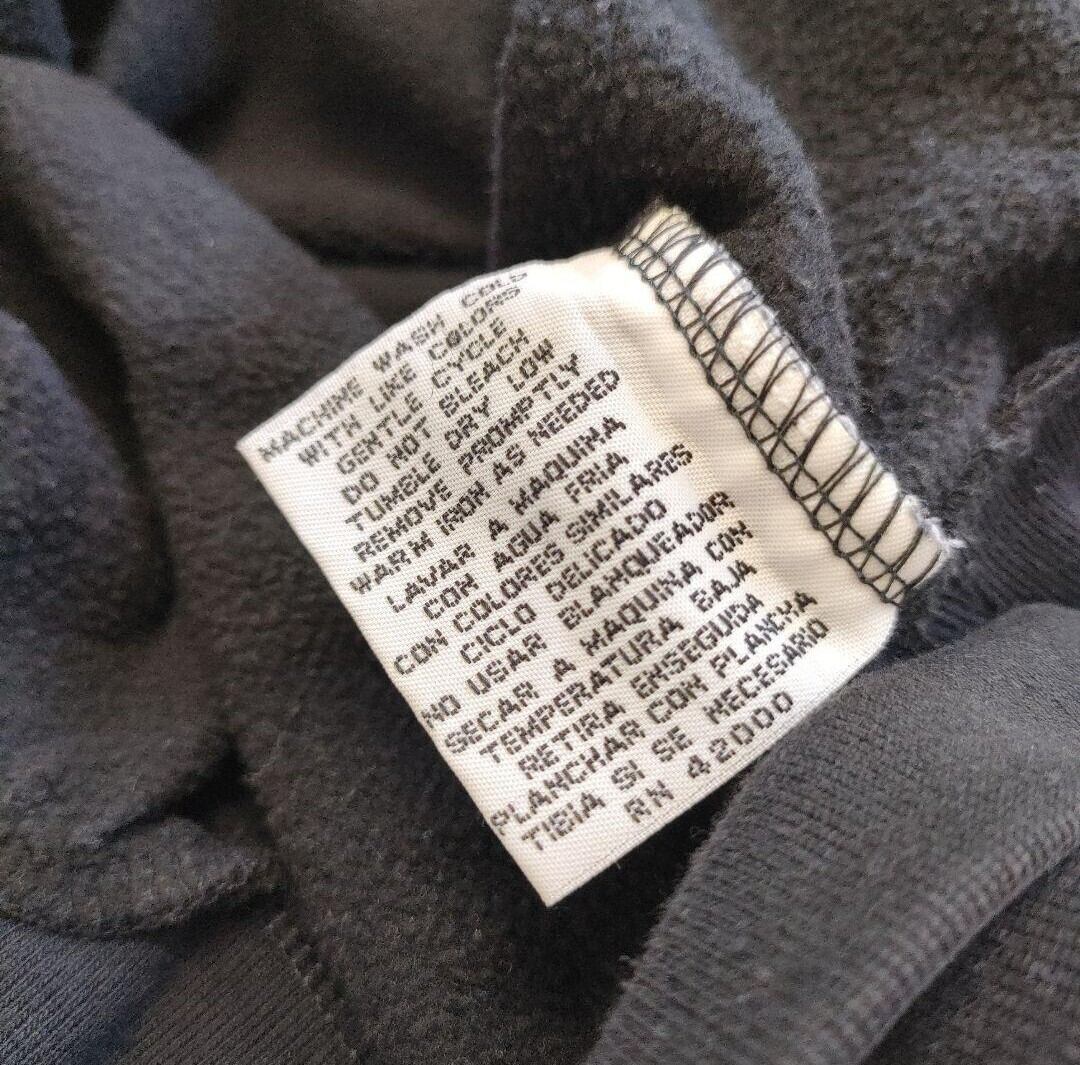 MACHINE WASH COLD
WITH LIKE COLORS
GENTLE CYCLE
DO NOT BLEACH
TUMBLE DRY LOW
REMOVE PROMPTLY
WARM IRON AS NEEDED
LAVAR A MAQUINA
CON AGUA FRIA
CON COLORES SIMILARES
CICLO DELICADO
NO USAR BLANQUEADOR
SECAR A MAQUINA CON
TEMPERATURA BAJA
RETIRA ENSEGUIDA
PLANCHAR CON PLANCHA
TIBIA SI SE NECESARIO
RN 42000